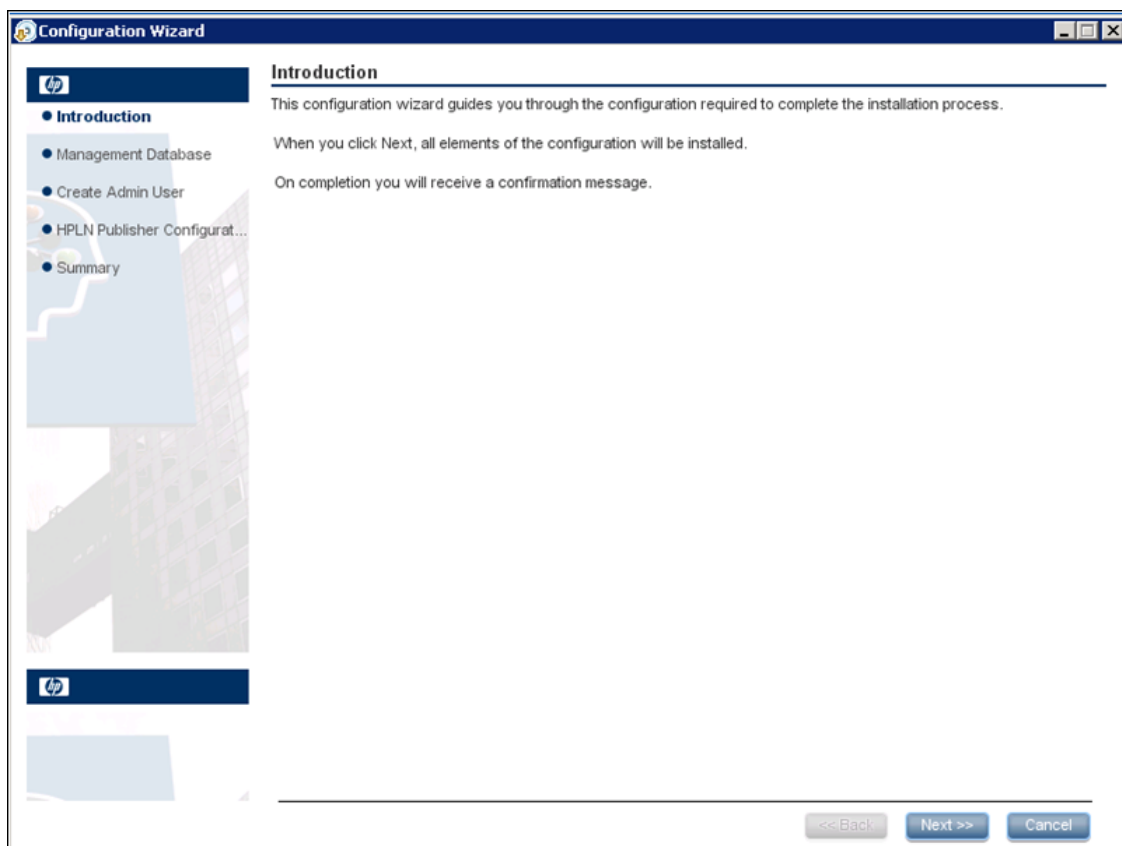 Configuration Wizard
hp
Introduction
Management Database
Create Admin User
HPLN Publisher Configurat...
Summary
hp
Introduction
This configuration wizard guides you through the configuration required to complete the installation process.
When you click Next, all elements of the configuration will be installed.
On completion you will receive a confirmation message.
<< Back
Next >>
Cancel